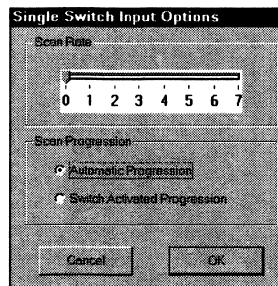 Single Switch Input Options
Scan Rate
0 1 2 3 4 5 6 7
Scan Progression
Automatic Progression
Switch Activated Progression
Cancel OK